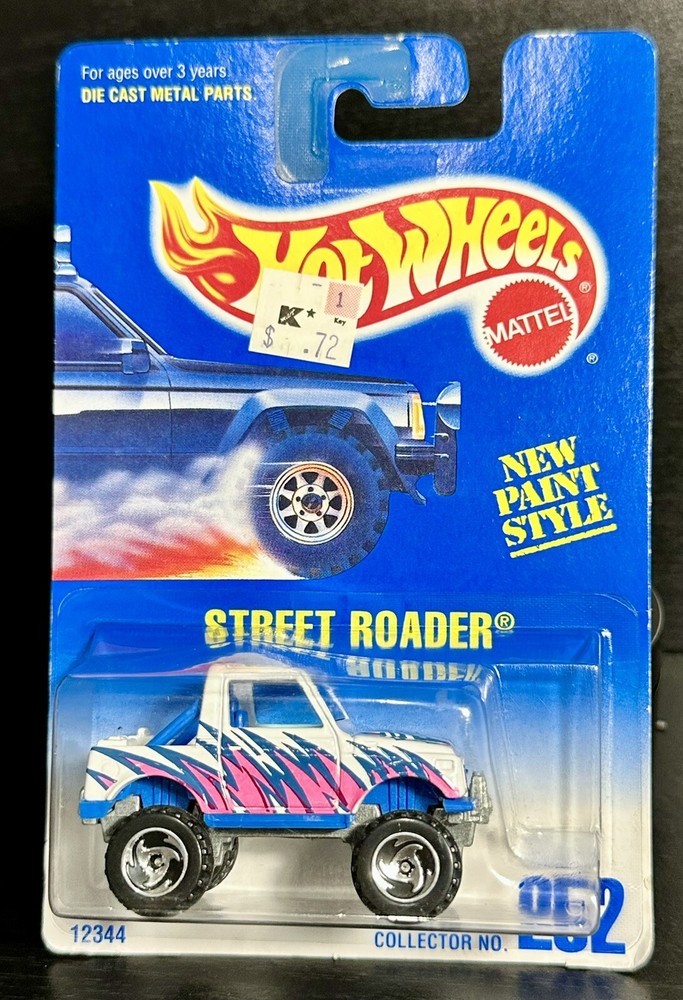 For ages over 3 years
DIE CAST METAL PARTS.
HOT WHEELS®
MATTEL
®
1
K★
Key
$ .72
NEW
PAINT
STYLE
STREET ROADER®
12344
COLLECTOR NO. 252